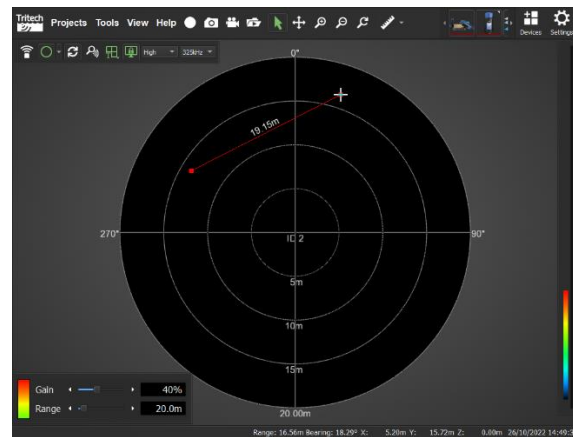 Tritech Projects Tools View Help
Devices Settings
High 325kHz
0°
19.15m
270° 90°
ID 2
5m
10m
15m
20.00m
Gain 40%
Range 20.0m
Range: 16.56m Bearing: 18.29° X: 5.20m Y: 15.72m Z: 0.00m 26/10/2022 14:49:3